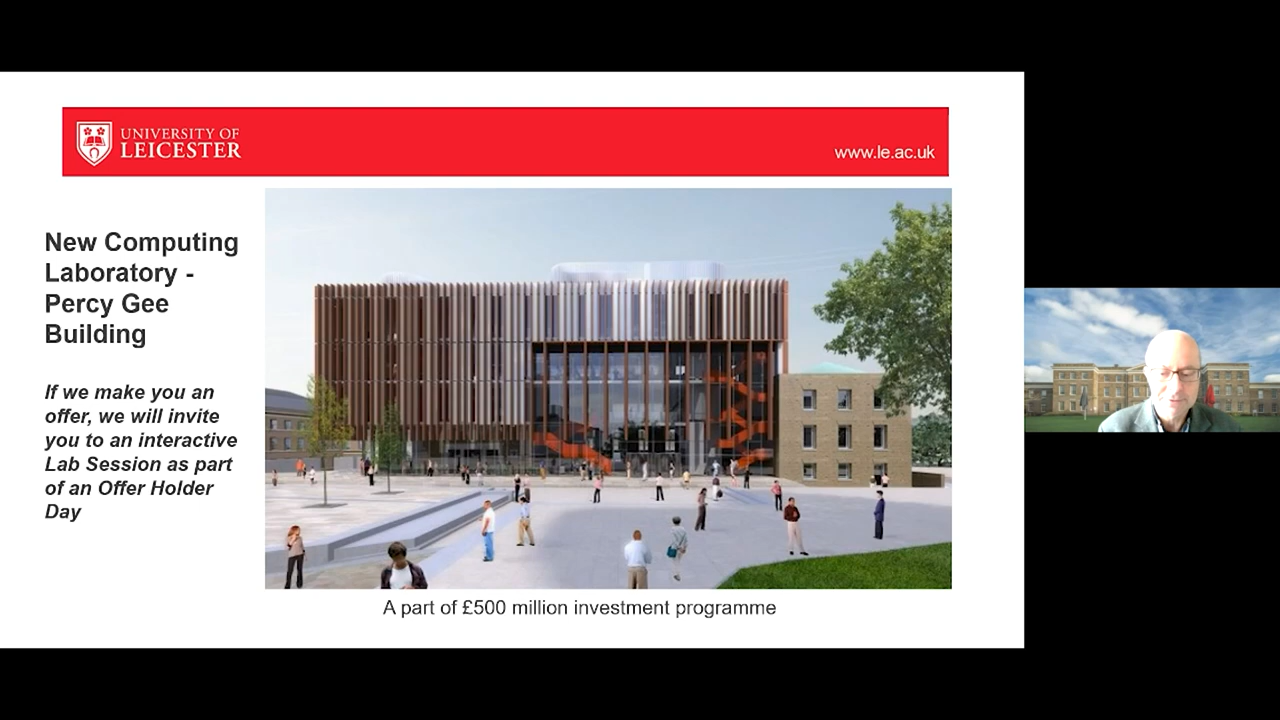 UNIVERSITY OF
LEICESTER
www.le.ac.uk
New Computing
Laboratory -
Percy Gee
Building
If we make you an
offer, we will invite
you to an interactive
Lab Session as part
of an Offer Holder
Day
A part of £500 million investment programme